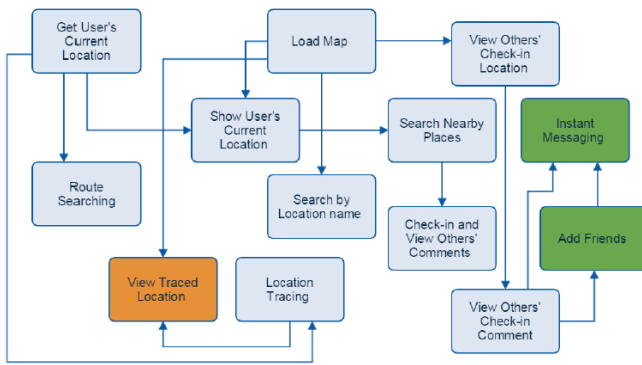 Get User's
Current
Location
Load Map
View Others'
Check-in
Location
Show User's
Current
Location
Search Nearby
Places
Instant
Messaging
Route
Searching
Search by
Location name
Check-in and
View Others'
Comments
Add Friends
View Traced
Location
Location
Tracing
View Others'
Check-in
Comment